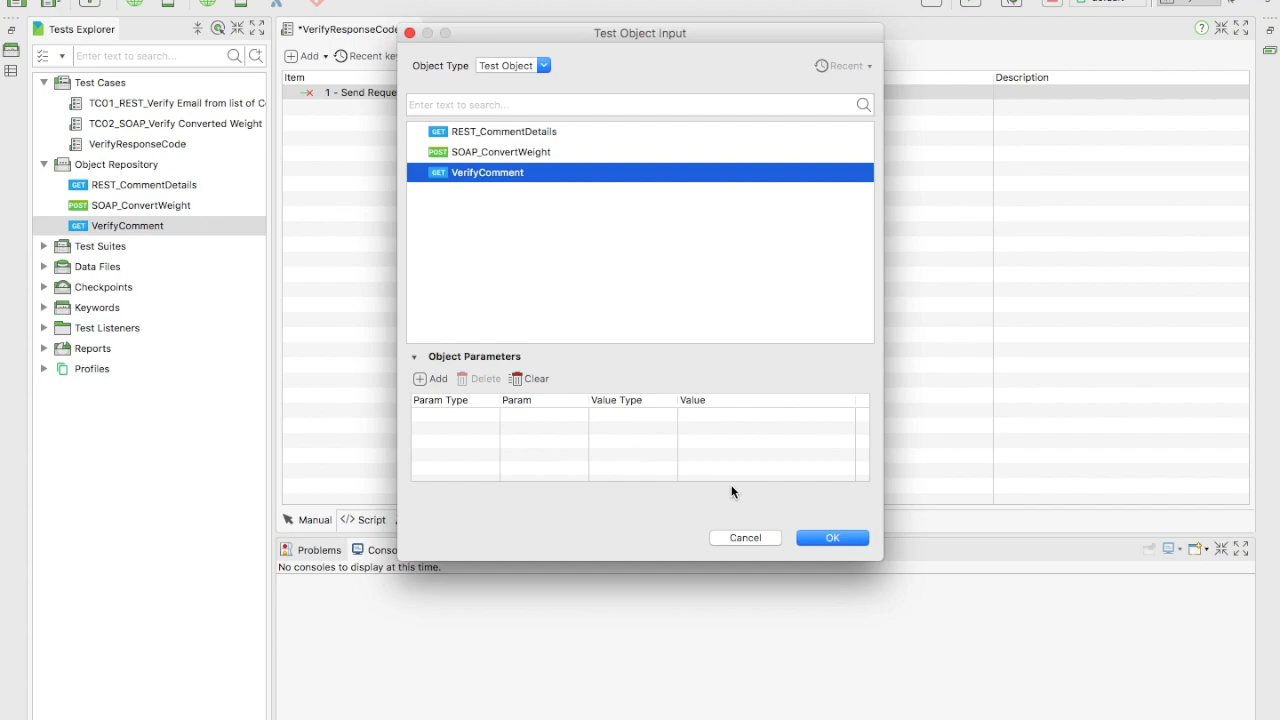 Tests Explorer
Enter text to search...
Test Cases
TC01_REST_Verify Email from list of C
TC02_SOAP_Verify Converted Weight
VerifyResponseCode
Object Repository
GET REST_CommentDetails
POST SOAP_ConvertWeight
GET VerifyComment
Test Suites
Data Files
Checkpoints
Keywords
Test Listeners
Reports
Profiles
*VerifyResponseCode
Add
Recent ke
Item
Description
1 - Send Reque
Test Object Input
Object Type Test Object
Recent
Enter text to search...
GET REST_CommentDetails
POST SOAP_ConvertWeight
GET VerifyComment
Object Parameters
Add Delete Clear
Param Type Param Value Type Value
Cancel OK
Manual </> Script
Problems Conso
No consoles to display at this time.